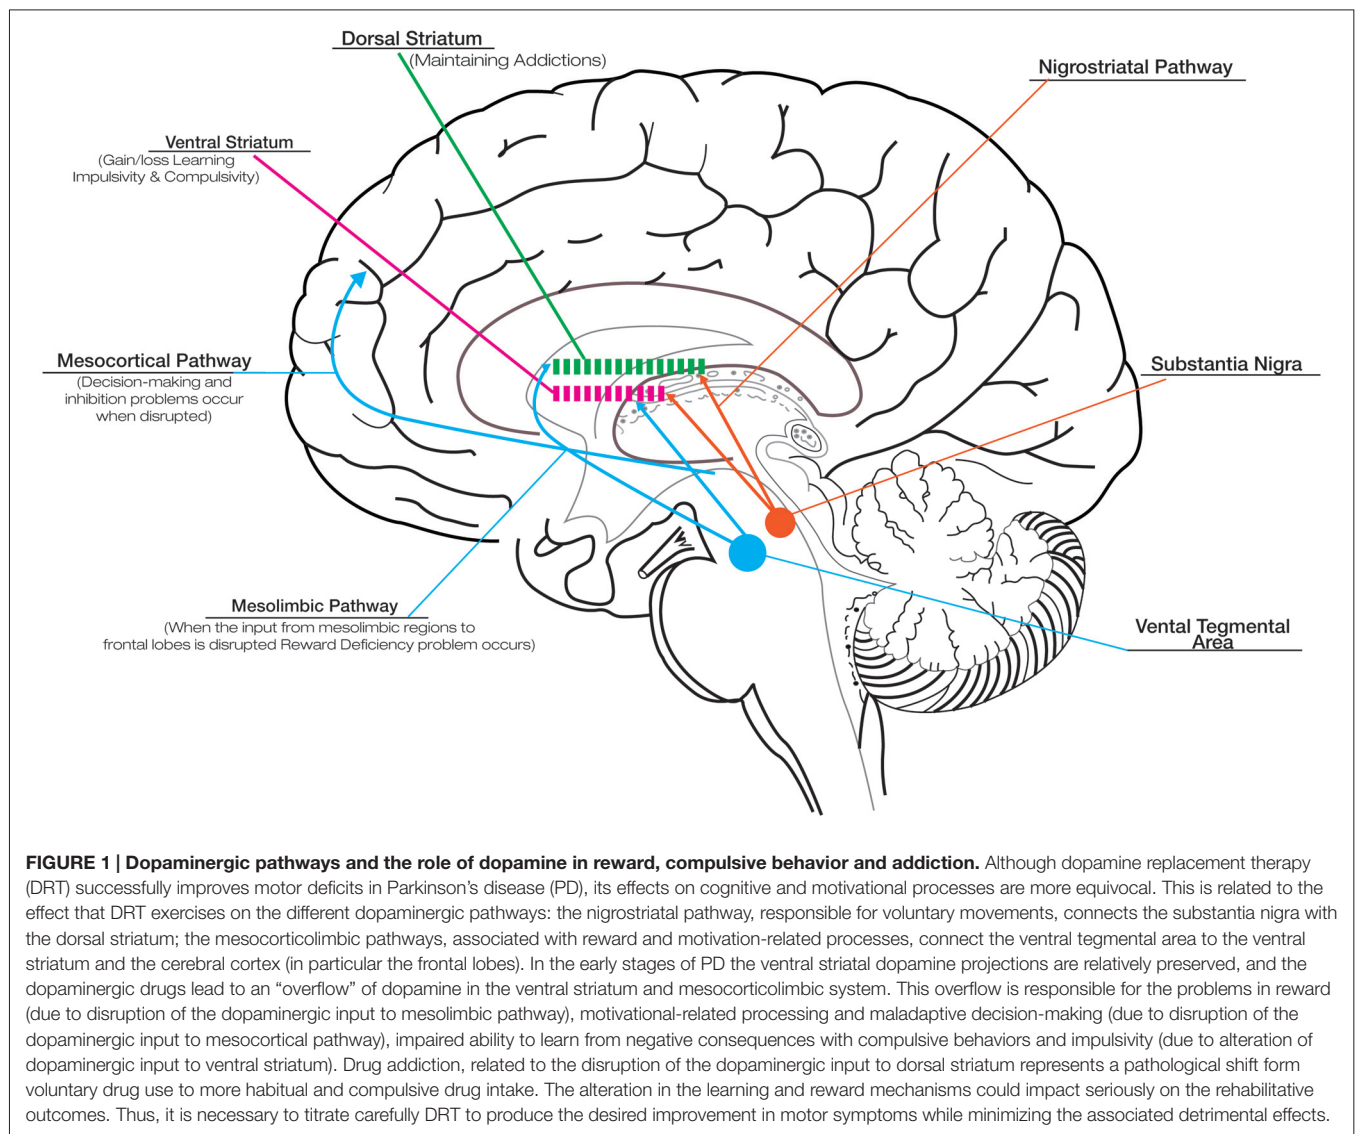 Dorsal Striatum
(Maintaining Addictions)
Nigrostriatal Pathway
Ventral Striatum
(Gain/loss Learning
Impulsivity & Compulsivity)
Mesocortical Pathway
(Decision-making and
inhibition problems occur
when disrupted)
Substantia Nigra
Mesolimbic Pathway
(When the input from mesolimbic regions to
frontal lobes is disrupted Reward Deficiency problem occurs)
Vental Tegmental
Area
FIGURE 1 | Dopaminergic pathways and the role of dopamine in reward, compulsive behavior and addiction. Although dopamine replacement therapy
(DRT) successfully improves motor deficits in Parkinson's disease (PD), its effects on cognitive and motivational processes are more equivocal. This is related to the
effect that DRT exercises on the different dopaminergic pathways: the nigrostriatal pathway, responsible for voluntary movements, connects the substantia nigra with
the dorsal striatum; the mesocorticolimbic pathways, associated with reward and motivation-related processes, connect the ventral tegmental area to the ventral
striatum and the cerebral cortex (in particular the frontal lobes). In the early stages of PD the ventral striatal dopamine projections are relatively preserved, and the
dopaminergic drugs lead to an “overflow” of dopamine in the ventral striatum and mesocorticolimbic system. This overflow is responsible for the problems in reward
(due to disruption of the dopaminergic input to mesolimbic pathway), motivational-related processing and maladaptive decision-making (due to disruption of the
dopaminergic input to mesocortical pathway), impaired ability to learn from negative consequences with compulsive behaviors and impulsivity (due to alteration of
dopaminergic input to ventral striatum). Drug addiction, related to the disruption of the dopaminergic input to dorsal striatum represents a pathological shift form
voluntary drug use to more habitual and compulsive drug intake. The alteration in the learning and reward mechanisms could impact seriously on the rehabilitative
outcomes. Thus, it is necessary to titrate carefully DRT to produce the desired improvement in motor symptoms while minimizing the associated detrimental effects.